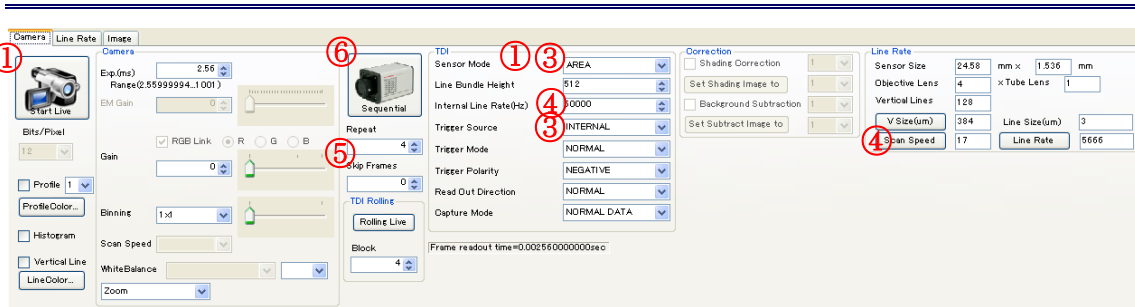 Camera Line Rate Image
① Start Live
Bits/Pixel
12
Profile 1
ProfileColor...
Histogram
Vertical Line
LineColor...
Camera
Exp.(ms) 2.56
Range(2.55999994...1001)
EM Gain 0
RGB Link R G B
Gain 0
Binning 1x1
Scan Speed
WhiteBalance
Zoom
⑥ Sequential
Repeat
⑤ 4
Skip Frames
0
TDI Rolling
Rolling Live
Block
4
TDI ① ③
Sensor Mode AREA
Line Bundle Height 512
Internal Line Rate(Hz) ④ 50000
Trigger Source ③ INTERNAL
Trigger Mode NORMAL
Trigger Polarity NEGATIVE
Read Out Direction NORMAL
Capture Mode NORMAL DATA
Frame readout time=0.002560000000sec
Correction
Shading Correction 1
Set Shading Image to 1
Background Subtraction 1
Set Subtract Image to 1
Line Rate
Sensor Size 24.58 mm x 1.536 mm
Objective Lens 4 x Tube Lens 1
Vertical Lines 128
V Size(um) 384 Line Size(um) 3
④ Scan Speed 17 Line Rate 5666